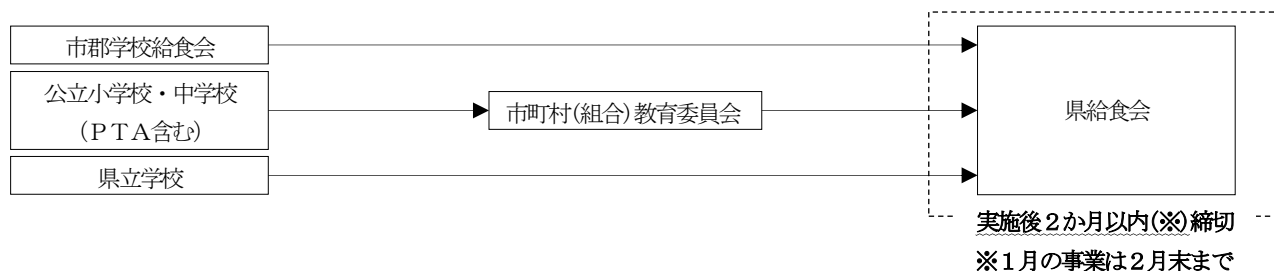 市郡学校給食会
公立小学校・中学校
（ＰＴＡ含む）
県立学校
市町村(組合)教育委員会
県給食会
実施後２か月以内(※)締切
※１月の事業は２月末まで